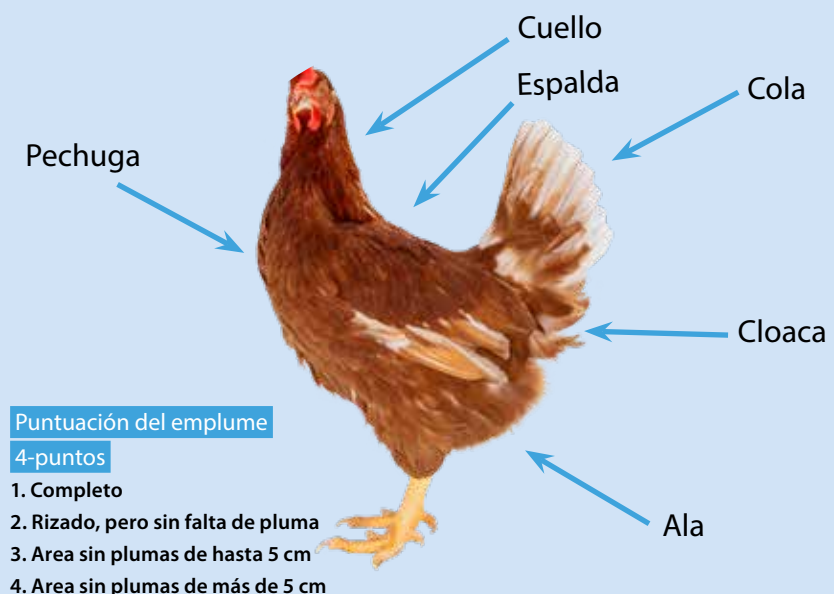 Cuello
Espalda
Cola
Pechuga
Cloaca
Ala
Puntuación del emplume
4-puntos
1. Completo
2. Rizado, pero sin falta de pluma
3. Area sin plumas de hasta 5 cm
4. Area sin plumas de más de 5 cm